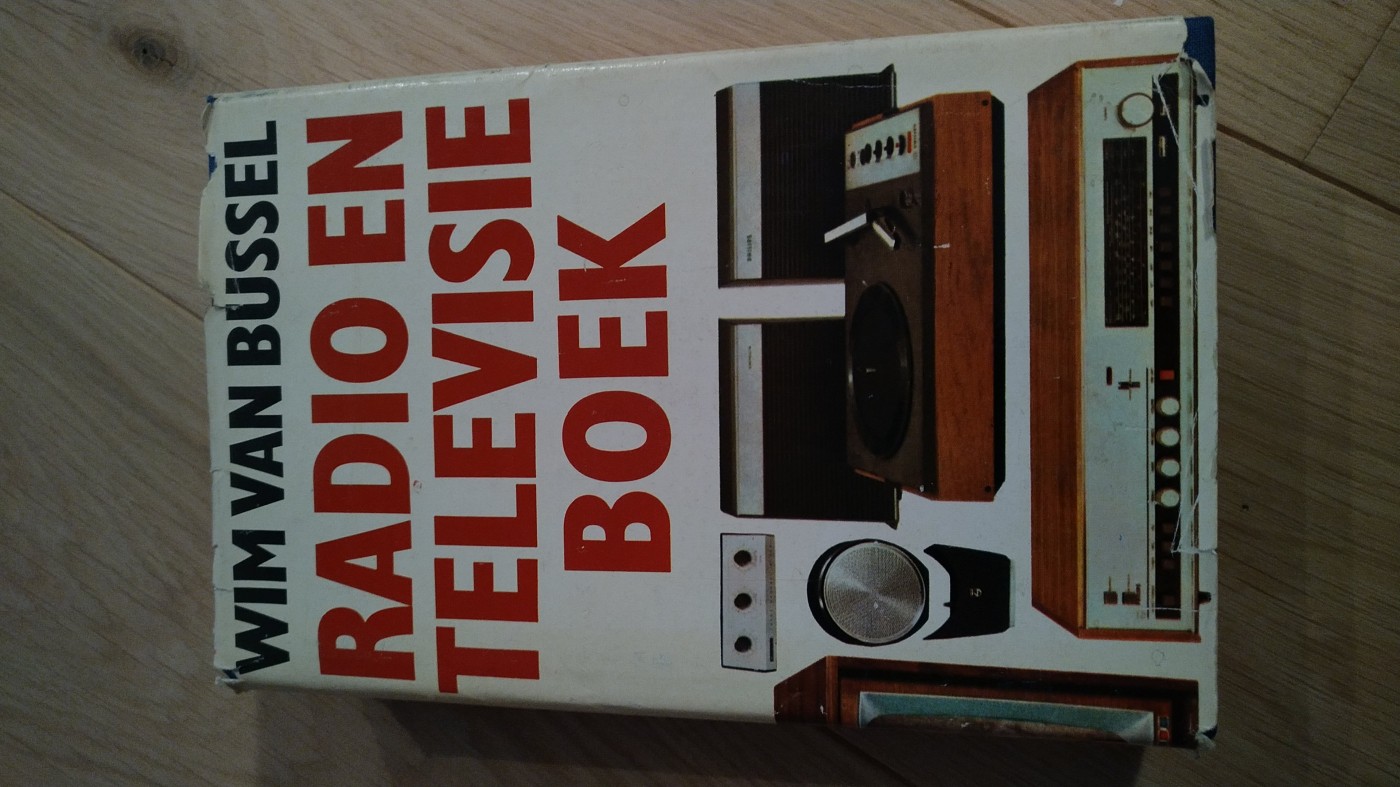 WIM VAN BUSSEL
RADIO EN
TELEVISIE
BOEK